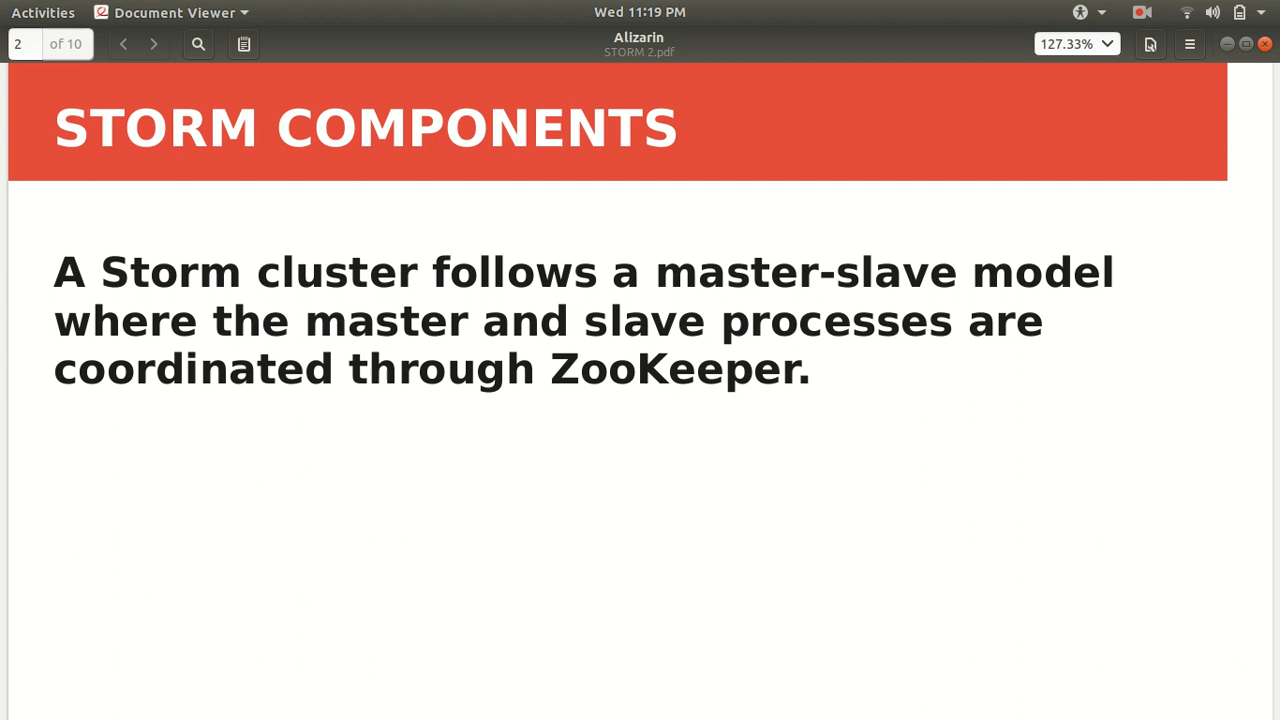 Activities Document Viewer Wed 11:19 PM
2 of 10 Alizarin 127.33%
STORM 2.pdf
STORM COMPONENTS
A Storm cluster follows a master-slave model
where the master and slave processes are
coordinated through ZooKeeper.